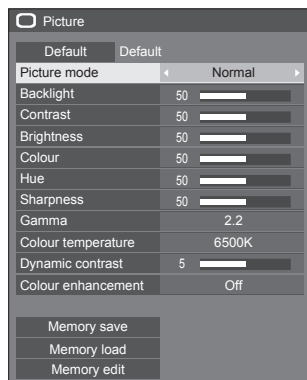 Picture
Default Default
Picture mode Normal
Backlight 50
Contrast 50
Brightness 50
Colour 50
Hue 50
Sharpness 50
Gamma 2.2
Colour temperature 6500K
Dynamic contrast 5
Colour enhancement Off
Memory save
Memory load
Memory edit